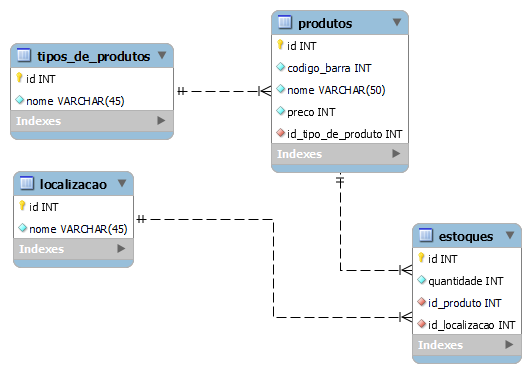 tipos_de_produtos
id INT
nome VARCHAR(45)
Indexes
produtos
id INT
codigo_barra INT
nome VARCHAR(50)
preco INT
id_tipo_de_produto INT
Indexes
localizacao
id INT
nome VARCHAR(45)
Indexes
estoques
id INT
quantidade INT
id_produto INT
id_localizacao INT
Indexes